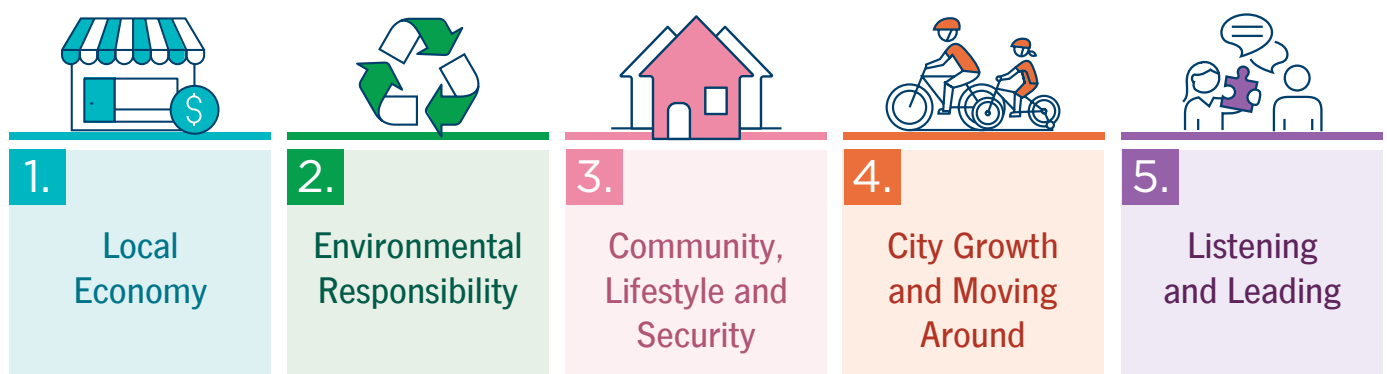 $
1.
Local
Economy
2.
Environmental
Responsibility
3.
Community,
Lifestyle and
Security
4.
City Growth
and Moving
Around
5.
Listening
and Leading